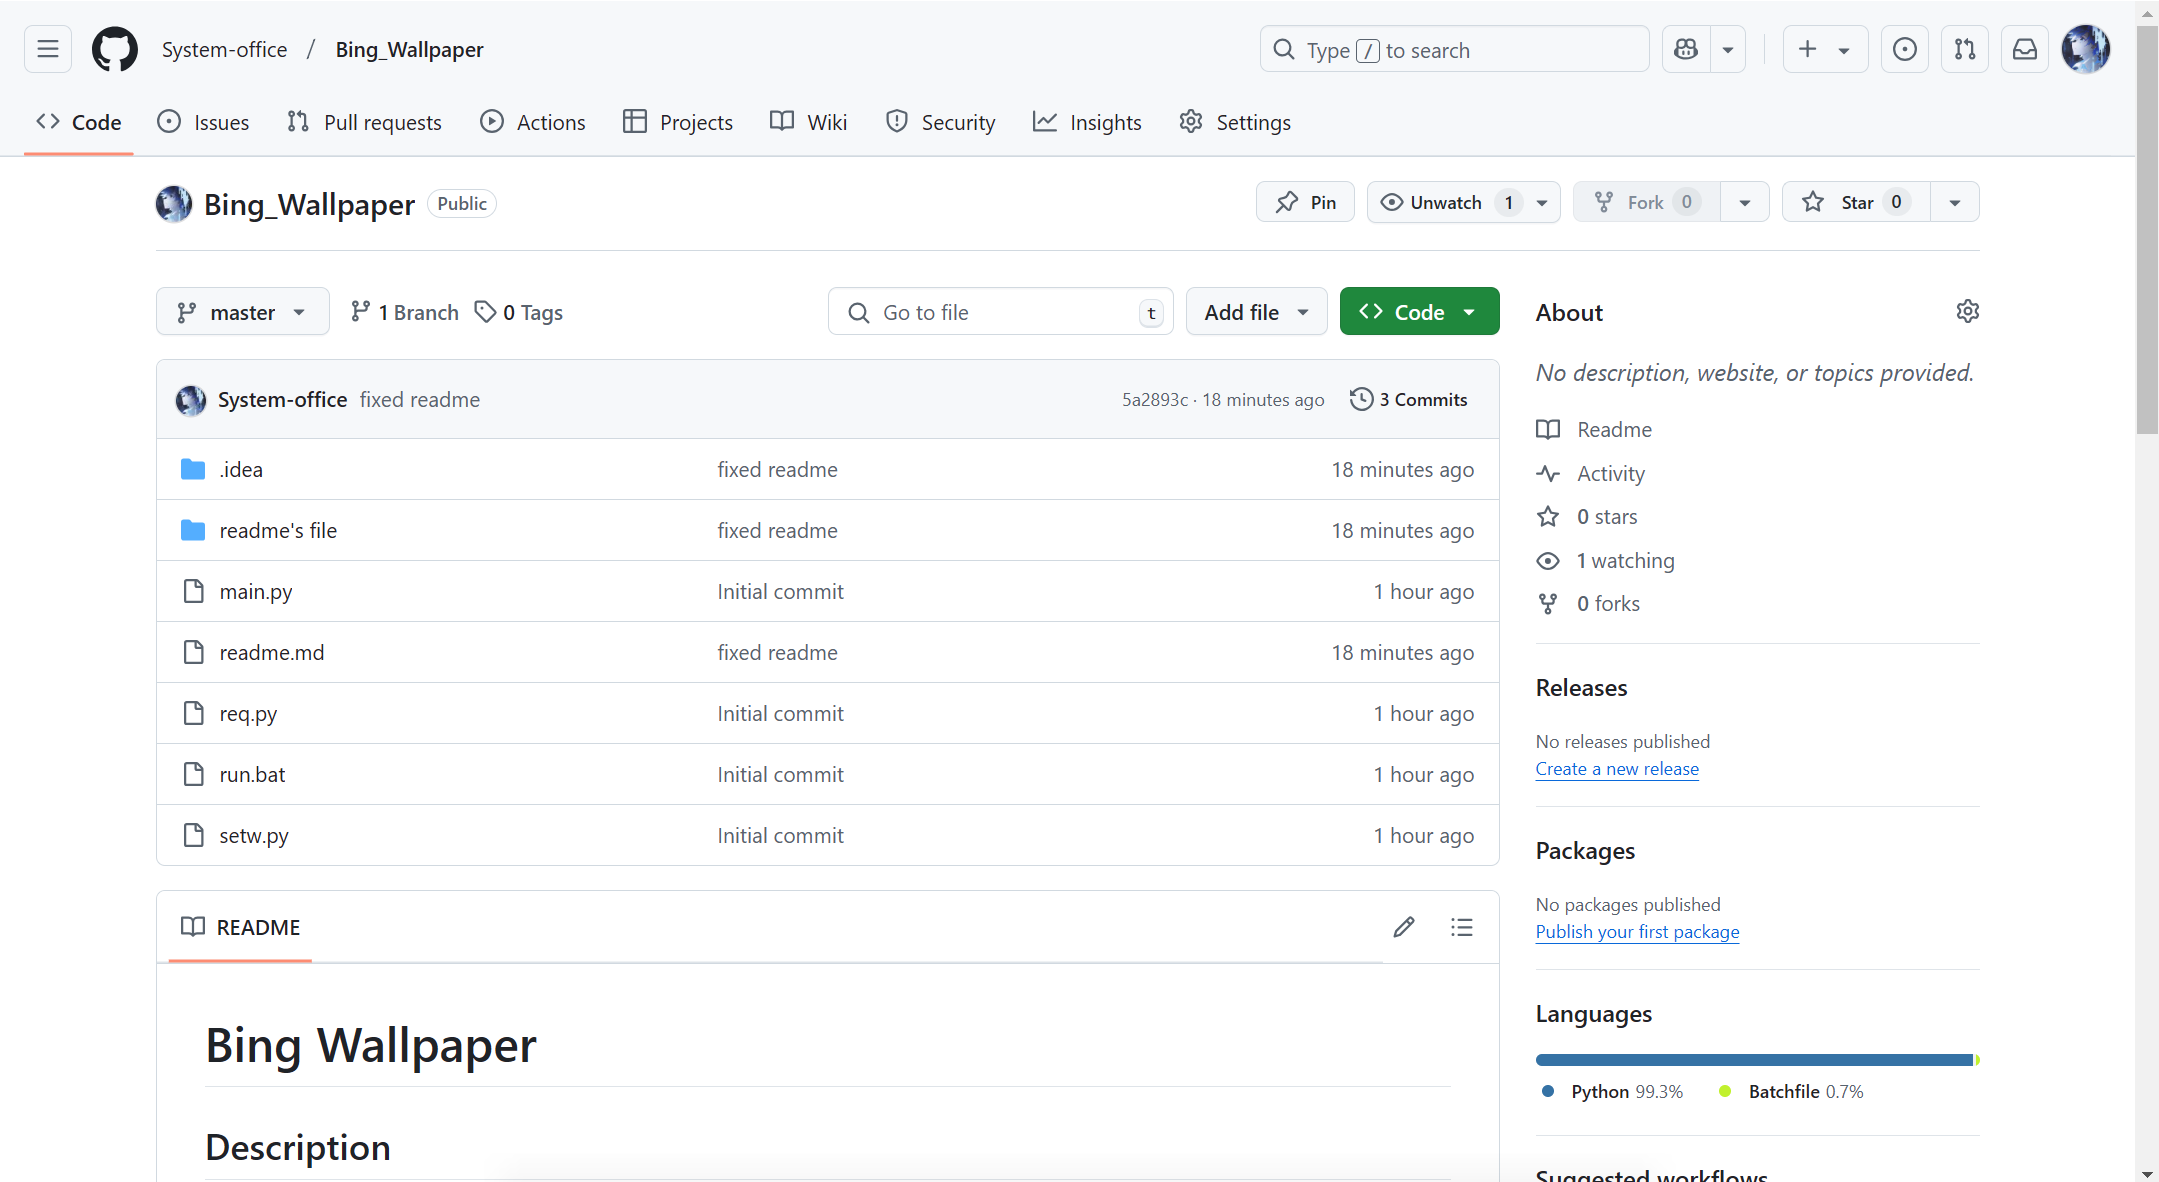 System-office / Bing_Wallpaper
Type / to search
Code Issues Pull requests Actions Projects Wiki Security Insights Settings
Bing_Wallpaper Public
Pin Unwatch 1 Fork 0 Star 0
master 1 Branch 0 Tags Go to file t Add file Code
System-office fixed readme 5a2893c · 18 minutes ago 3 Commits
.idea fixed readme 18 minutes ago
readme's file fixed readme 18 minutes ago
main.py Initial commit 1 hour ago
readme.md fixed readme 18 minutes ago
req.py Initial commit 1 hour ago
run.bat Initial commit 1 hour ago
setw.py Initial commit 1 hour ago
README
Bing Wallpaper
Description
About
No description, website, or topics provided.
Readme
Activity
0 stars
1 watching
0 forks
Releases
No releases published
Create a new release
Packages
No packages published
Publish your first package
Languages
Python 99.3% Batchfile 0.7%
Suggested workflows